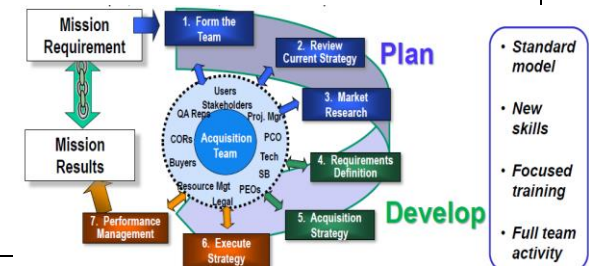 Mission
Requirement
1. Form the
Team
2. Review
Current Strategy
Plan
3. Market
Research
Users
Stakeholders
QA Reps
Proj. Mgr
CORs
Acquisition
Team
PCO
Tech
Buyers
SB
Resource Mgt
PEOs
Legal
4. Requirements
Definition
Mission
Results
5. Acquisition
Strategy
Develop
7. Performance
Management
6. Execute
Strategy
• Standard
model
• New
skills
• Focused
training
• Full team
activity